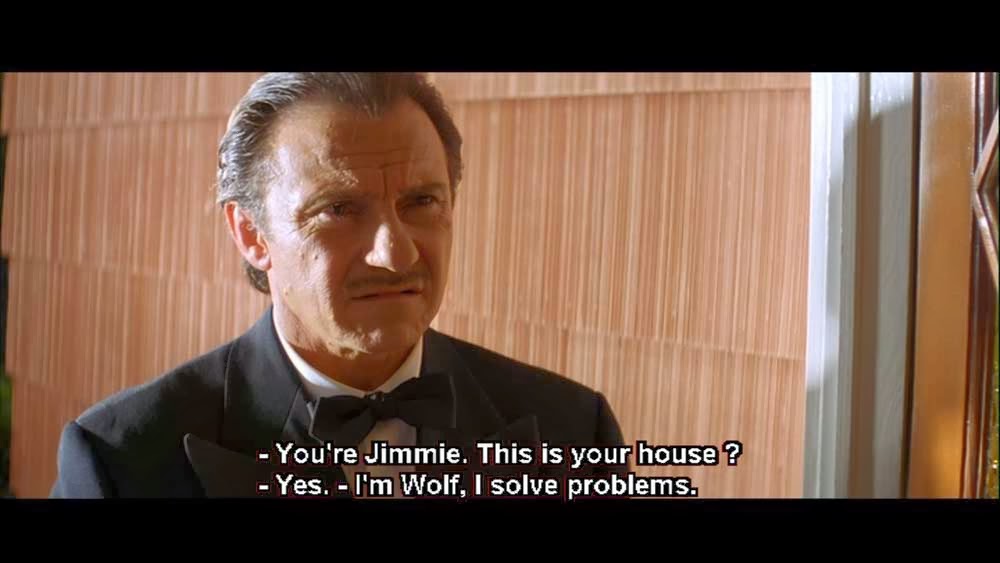 - You're Jimmie. This is your house ?
- Yes. - I'm Wolf, I solve problems.